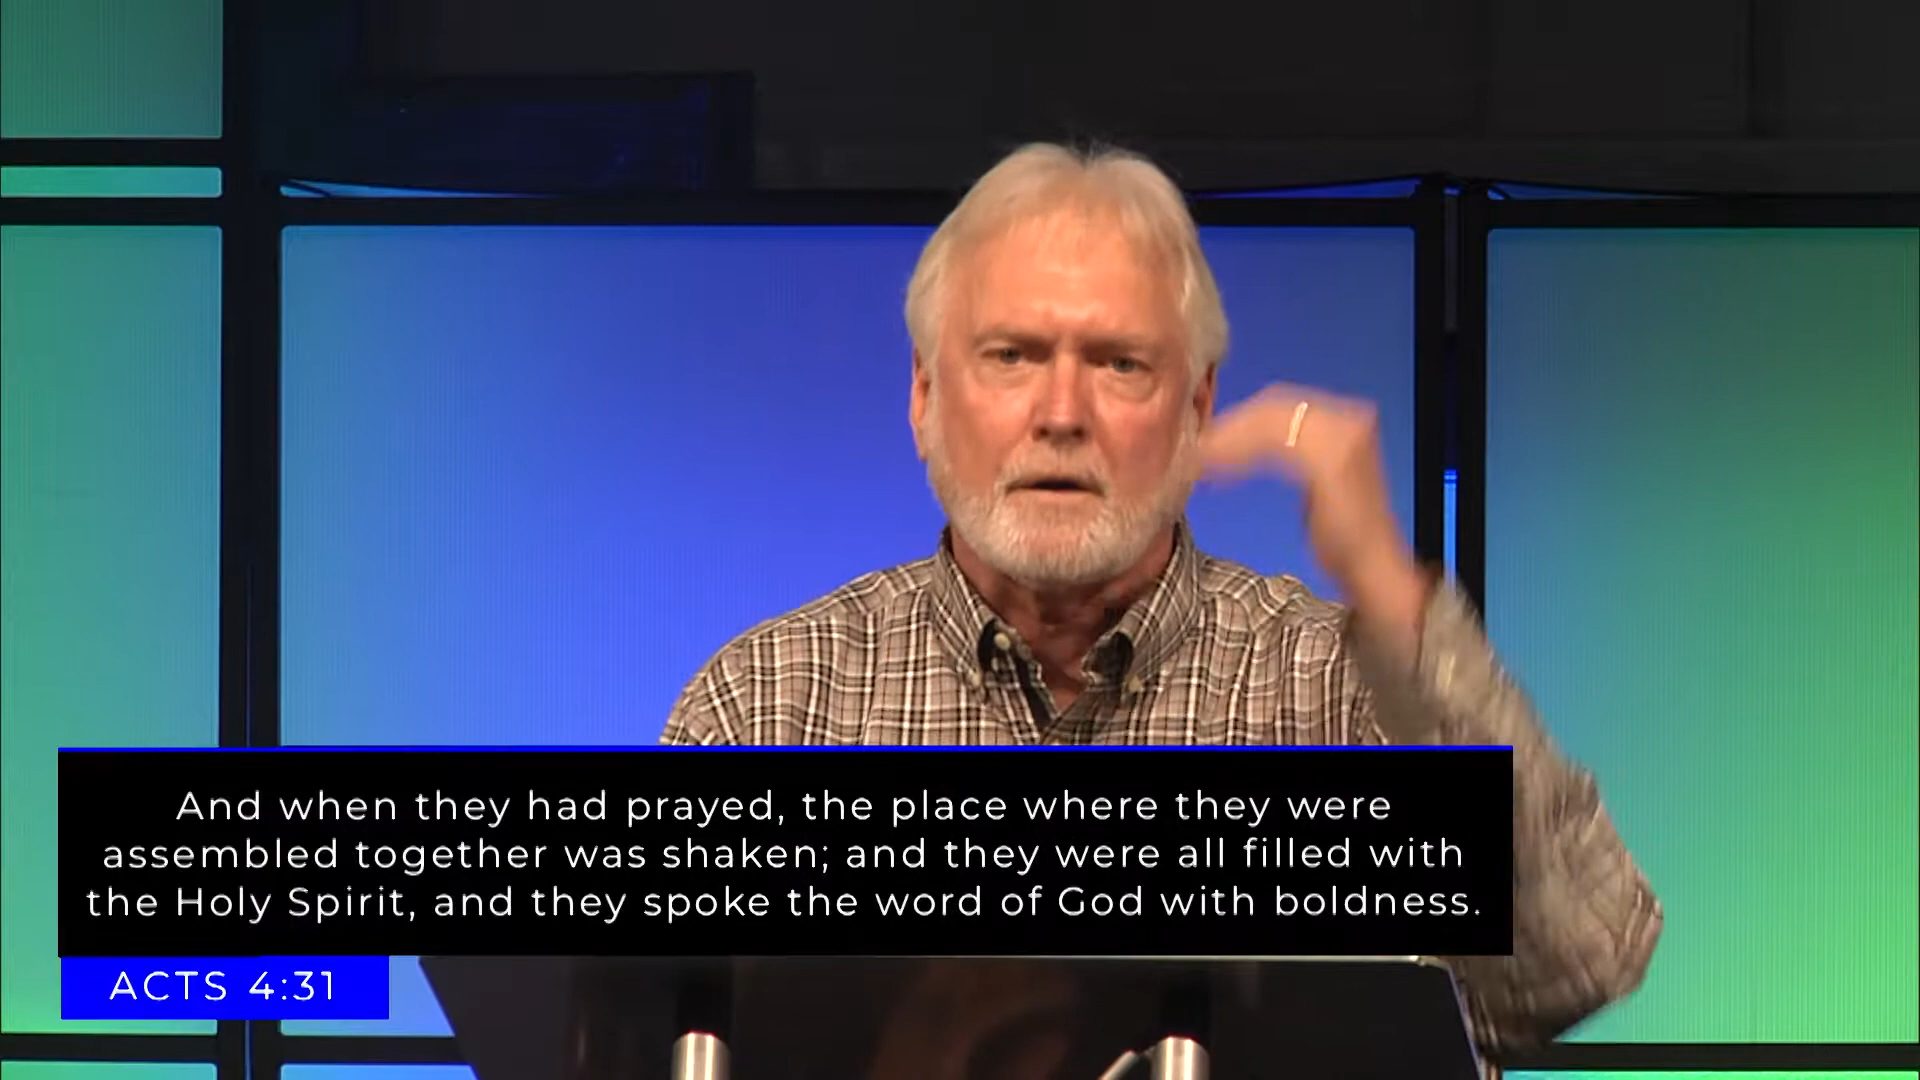 And when they had prayed, the place where they were
assembled together was shaken; and they were all filled with
the Holy Spirit, and they spoke the word of God with boldness.
ACTS 4:31